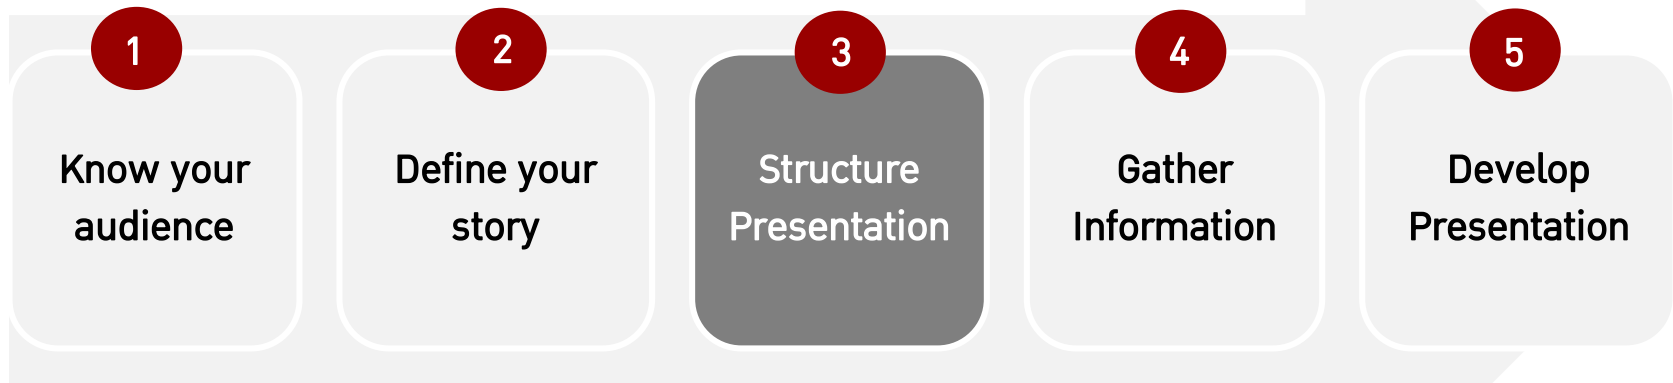 1
Know your
audience
2
Define your
story
3
Structure
Presentation
4
Gather
Information
5
Develop
Presentation